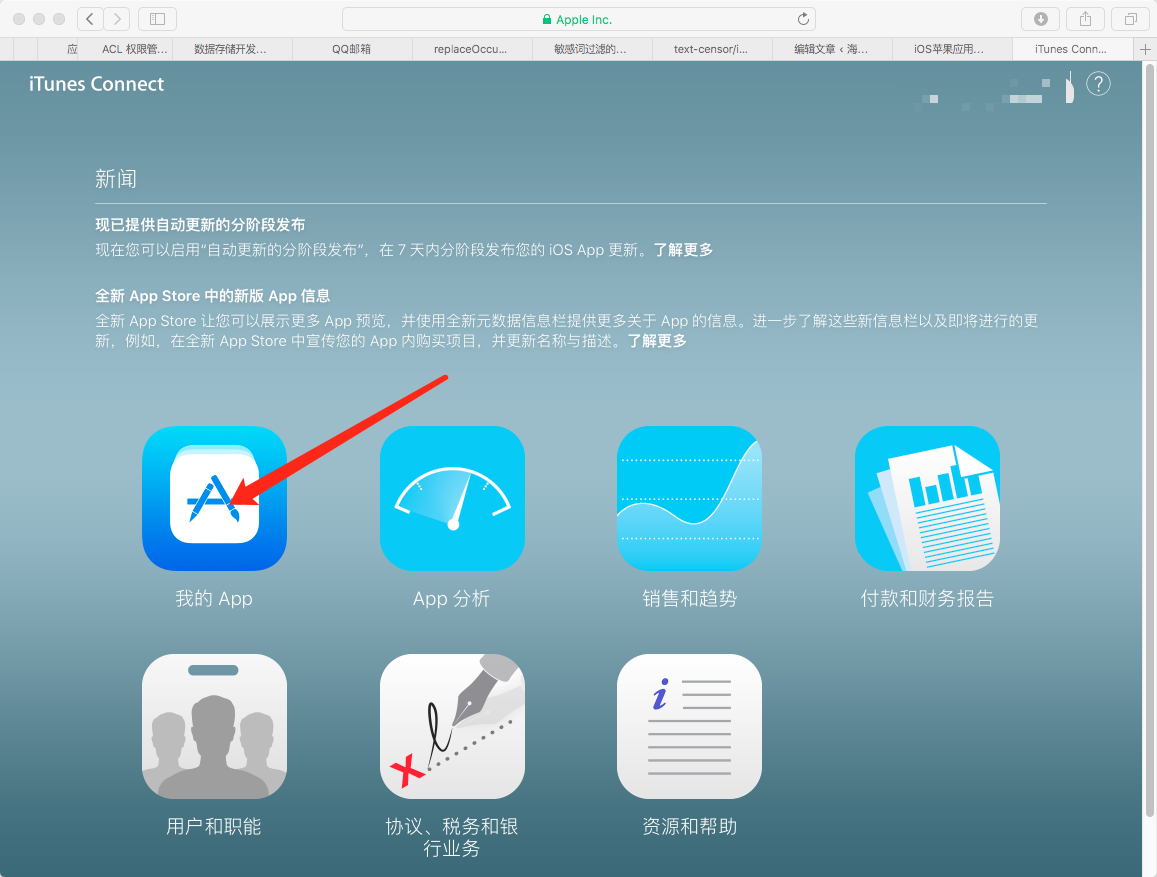 Apple Inc.
应
ACL 权限管...
数据存储开发...
QQ邮箱
replaceOccu...
敏感词过滤的...
text-censor/i...
编辑文章 ‹ 海...
iOS苹果应用...
iTunes Conn...
iTunes Connect
?
新闻
现已提供自动更新的分阶段发布
现在您可以启用“自动更新的分阶段发布”，在 7 天内分阶段发布您的 iOS App 更新。了解更多
全新 App Store 中的新版 App 信息
全新 App Store 让您可以展示更多 App 预览，并使用全新元数据信息栏提供更多关于 App 的信息。进一步了解这些新信息栏以及即将进行的更
新，例如，在全新 App Store 中宣传您的 App 内购买项目，并更新名称与描述。了解更多
我的 App
App 分析
销售和趋势
付款和财务报告
用户和职能
协议、税务和银
行业务
资源和帮助